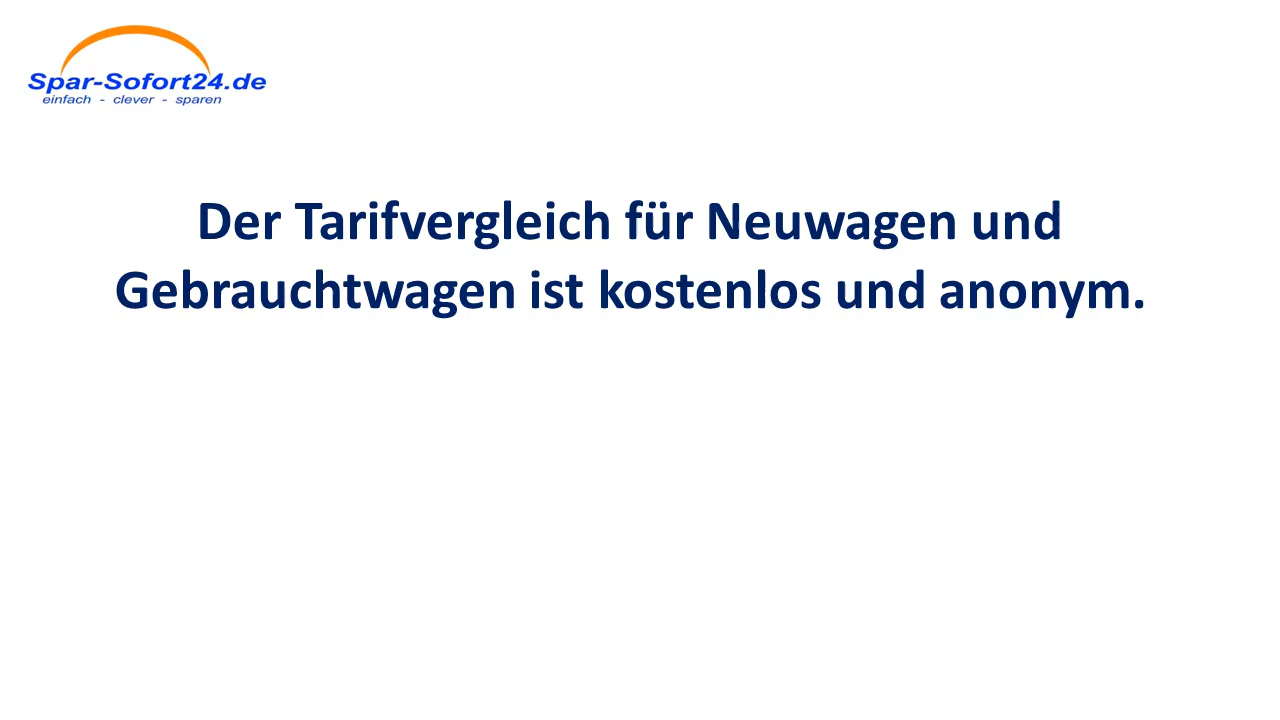 Spar-Sofort24.de
einfach - clever - sparen
Der Tarifvergleich für Neuwagen und
Gebrauchtwagen ist kostenlos und anonym.